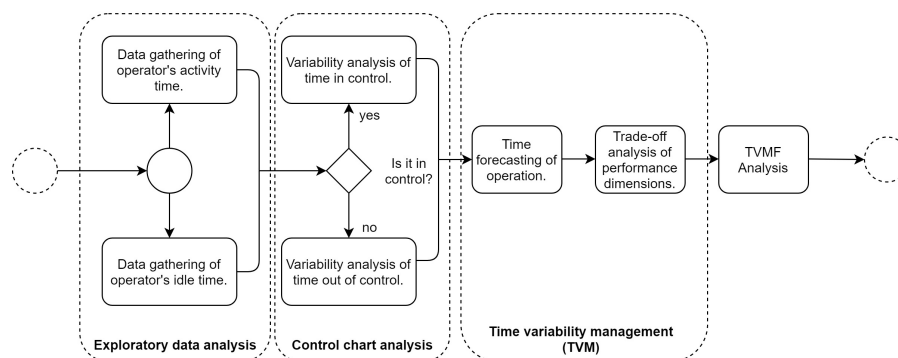 Data gathering of
operator's activity
time.
Data gathering of
operator's idle time.
Exploratory data analysis
Variability analysis of
time in control.
yes
Is it in
control?
no
Variability analysis of
time out of control.
Control chart analysis
Time
forecasting of
operation.
Trade-off
analysis of
performance
dimensions.
Time variability management
(TVM)
TVMF
Analysis